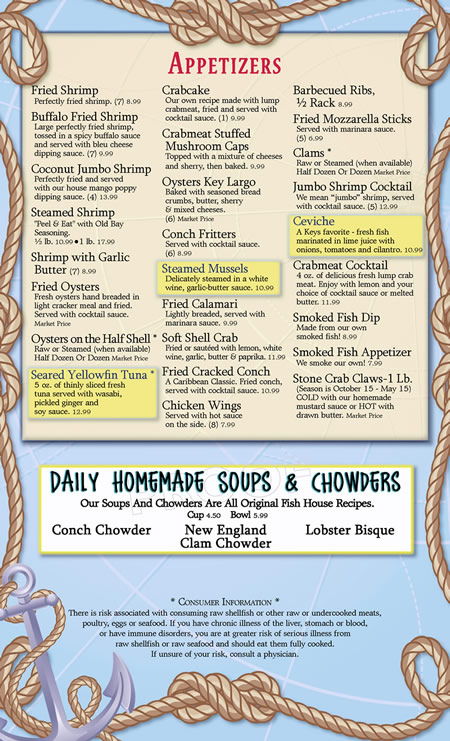 APPETIZERS
Fried Shrimp
Perfectly fried shrimp. (7) 8.99
Buffalo Fried Shrimp
Large perfectly fried shrimp,
tossed in a spicy buffalo sauce
and served with bleu cheese
dipping sauce. (7) 9.99
Coconut Jumbo Shrimp
Perfectly fried and served
with our house mango poppy
dipping sauce. (4) 13.99
Steamed Shrimp
"Peel & Eat" with Old Bay
Seasoning.
½ lb. 10.99 • 1 lb. 17.99
Shrimp with Garlic
Butter (7) 8.99
Fried Oysters
Fresh oysters hand breaded in
light cracker meal and fried.
Served with cocktail sauce.
Market Price
Oysters on the Half Shell *
Raw or Steamed (when available)
Half Dozen Or Dozen Market Price
Seared Yellowfin Tuna *
5 oz. of thinly sliced fresh
tuna served with wasabi,
pickled ginger and
soy sauce. 12.99
Crabcake
Our own recipe made with lump
crabmeat, fried and served with
cocktail sauce. (1) 9.99
Crabmeat Stuffed
Mushroom Caps
Topped with a mixture of cheeses
and sherry, then baked. 9.99
Oysters Key Largo
Baked with seasoned bread
crumbs, butter, sherry
& mixed cheeses.
(6) Market Price
Conch Fritters
Served with cocktail sauce.
(6) 8.99
Steamed Mussels
Delicately steamed in a white
wine, garlic-butter sauce. 10.99
Fried Calamari
Lightly breaded, served with
marinara sauce. 9.99
Soft Shell Crab
Fried or sautéed with lemon, white
wine, garlic, butter & paprika. 11.99
Fried Cracked Conch
A Caribbean Classic. Fried conch,
served with cocktail sauce. 10.99
Chicken Wings
Served with hot sauce
on the side. (8) 7.99
Barbecued Ribs,
½ Rack 8.99
Fried Mozzarella Sticks
Served with marinara sauce.
(5) 6.99
Clams *
Raw or Steamed (when available)
Half Dozen Or Dozen Market Price
Jumbo Shrimp Cocktail
We mean "jumbo" shrimp, served
with cocktail sauce. (5) 12.99
Ceviche
A Keys favorite - fresh fish
marinated in lime juice with
onions, tomatoes and cilantro. 10.99
Crabmeat Cocktail
4 oz. of delicious fresh lump crab
meat. Enjoy with lemon and your
choice of cocktail sauce or melted
butter. 11.99
Smoked Fish Dip
Made from our own
smoked fish! 8.99
Smoked Fish Appetizer
We smoke our own! 7.99
Stone Crab Claws-1 Lb.
(Season is October 15 - May 15)
COLD with our homemade
mustard sauce or HOT with
drawn butter. Market Price
DAILY HOMEMADE SOUPS & CHOWDERS
Our Soups And Chowders Are All Original Fish House Recipes.
Cup 4.50 Bowl 5.99
Conch Chowder
New England
Clam Chowder
Lobster Bisque
* CONSUMER INFORMATION *
There is risk associated with consuming raw shellfish or other raw or undercooked meats,
poultry, eggs or seafood. If you have chronic illness of the liver, stomach or blood,
or have immune disorders, you are at greater risk of serious illness from
raw shellfish or raw seafood and should eat them fully cooked.
If unsure of your risk, consult a physician.